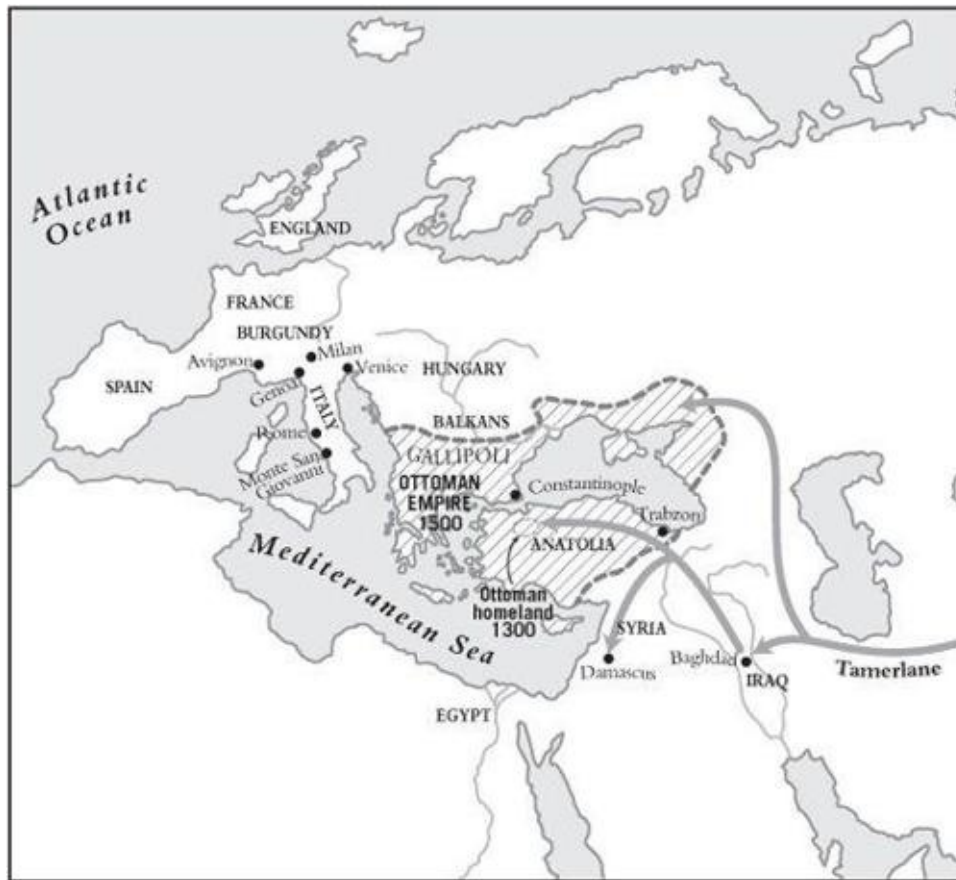 Atlantic
Ocean
ENGLAND
FRANCE
BURGUNDY
Milan
Avignon
Venice
HUNGARY
SPAIN
Genoa
ITALY
BALKANS
Rome
GALLIPOLI
Monte San
Giovanni
OTTOMAN
EMPIRE
1500
Constantinople
Trabzon
ANATOLIA
Mediterranean Sea
Ottoman
homeland
1300
SYRIA
Damascus
Baghdad
IRAQ
Tamerlane
EGYPT